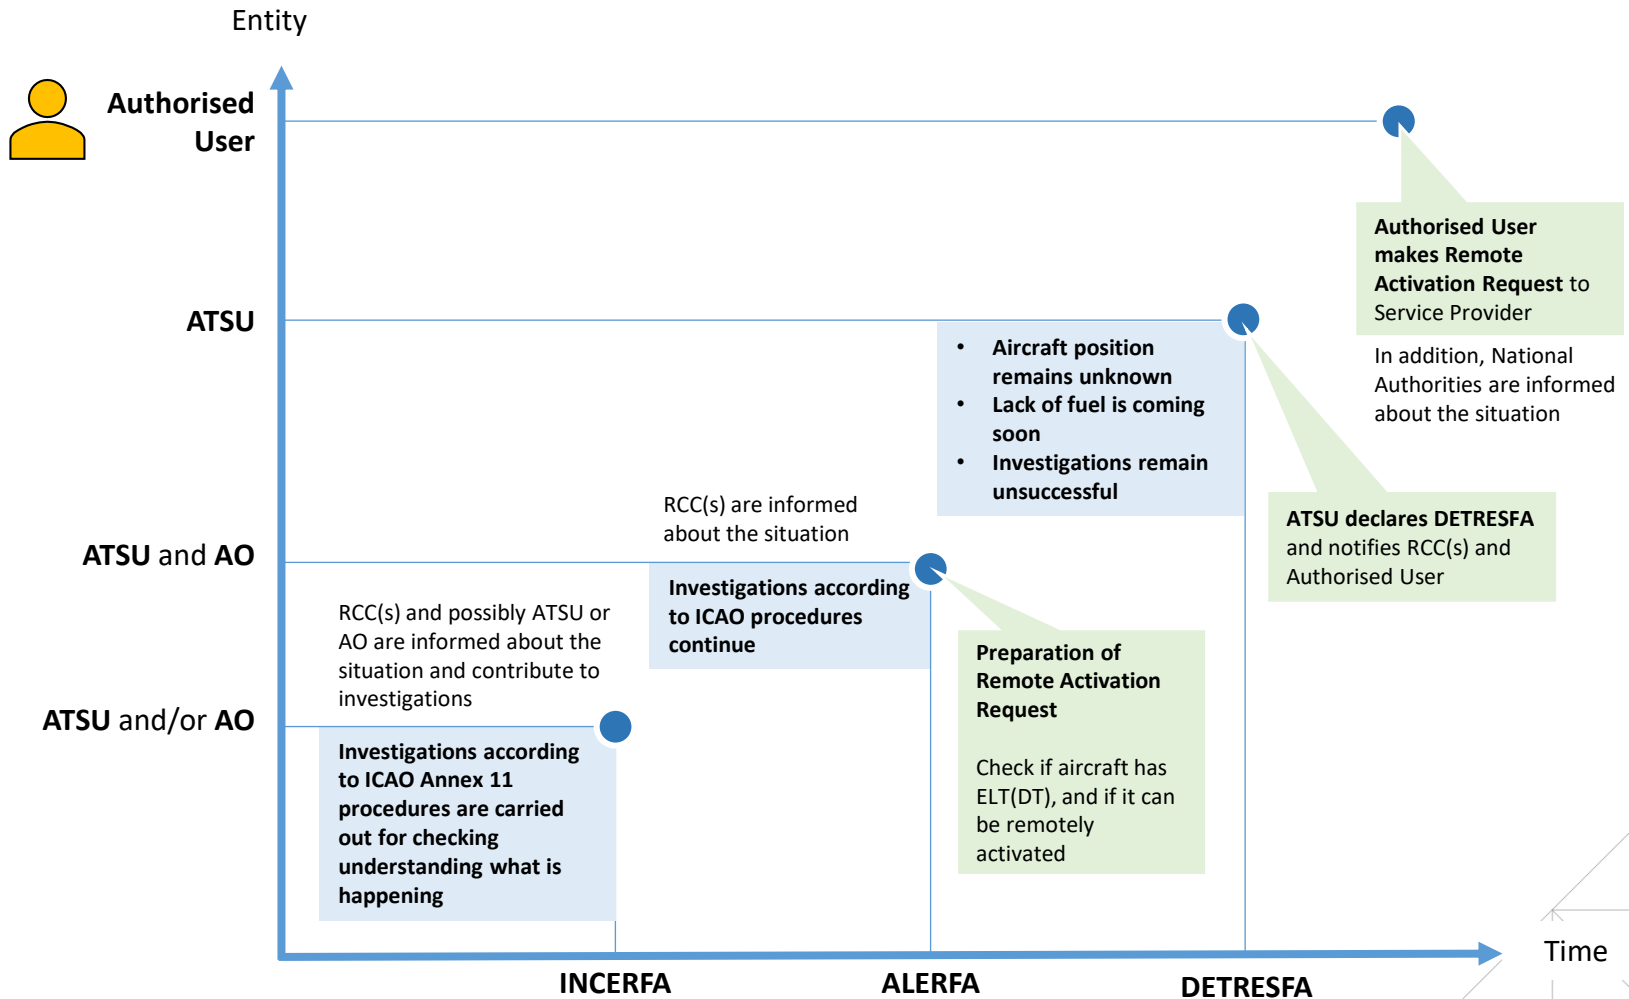 Entity
Authorised
User
Authorised User
makes Remote
Activation Request to
Service Provider
In addition, National
Authorities are informed
about the situation
ATSU
• Aircraft position
remains unknown
• Lack of fuel is coming
soon
• Investigations remain
unsuccessful
ATSU declares DETRESFA
and notifies RCC(s) and
Authorised User
RCC(s) are informed
about the situation
ATSU and AO
Investigations according
to ICAO procedures
continue
Preparation of
Remote Activation
Request
Check if aircraft has
ELT(DT), and if it can
be remotely
activated
RCC(s) and possibly ATSU or
AO are informed about the
situation and contribute to
investigations
ATSU and/or AO
Investigations according
to ICAO Annex 11
procedures are carried
out for checking
understanding what is
happening
Time
INCERFA
ALERFA
DETRESFA